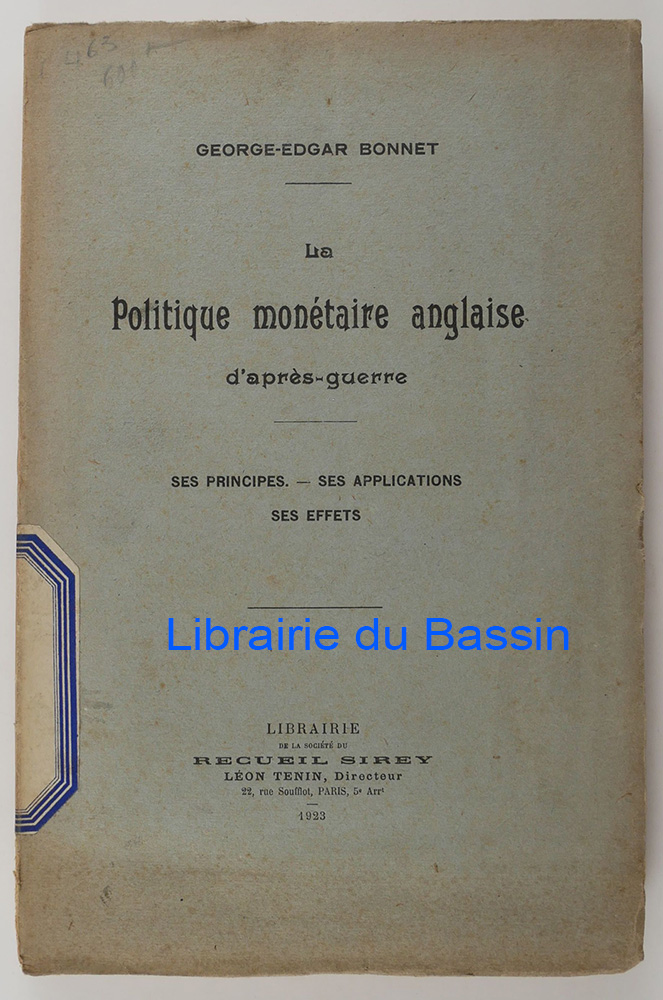 GEORGE-EDGAR BONNET
La
Politique monétaire anglaise
d'après-guerre
SES PRINCIPES. — SES APPLICATIONS
SES EFFETS
Librairie du Bassin
LIBRAIRIE
DE LA SOCIÉTÉ DU
RECUEIL SIREY
LÉON TENIN, Directeur
22, rue Soufflot, PARIS, 5e Arrt
1923